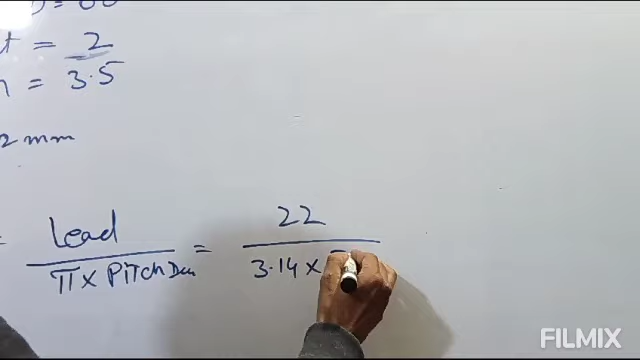 t = 2
= 3.5
2 mm
= Lead / π x Pitch Dia = 22 / 3.14 x
FILMIX